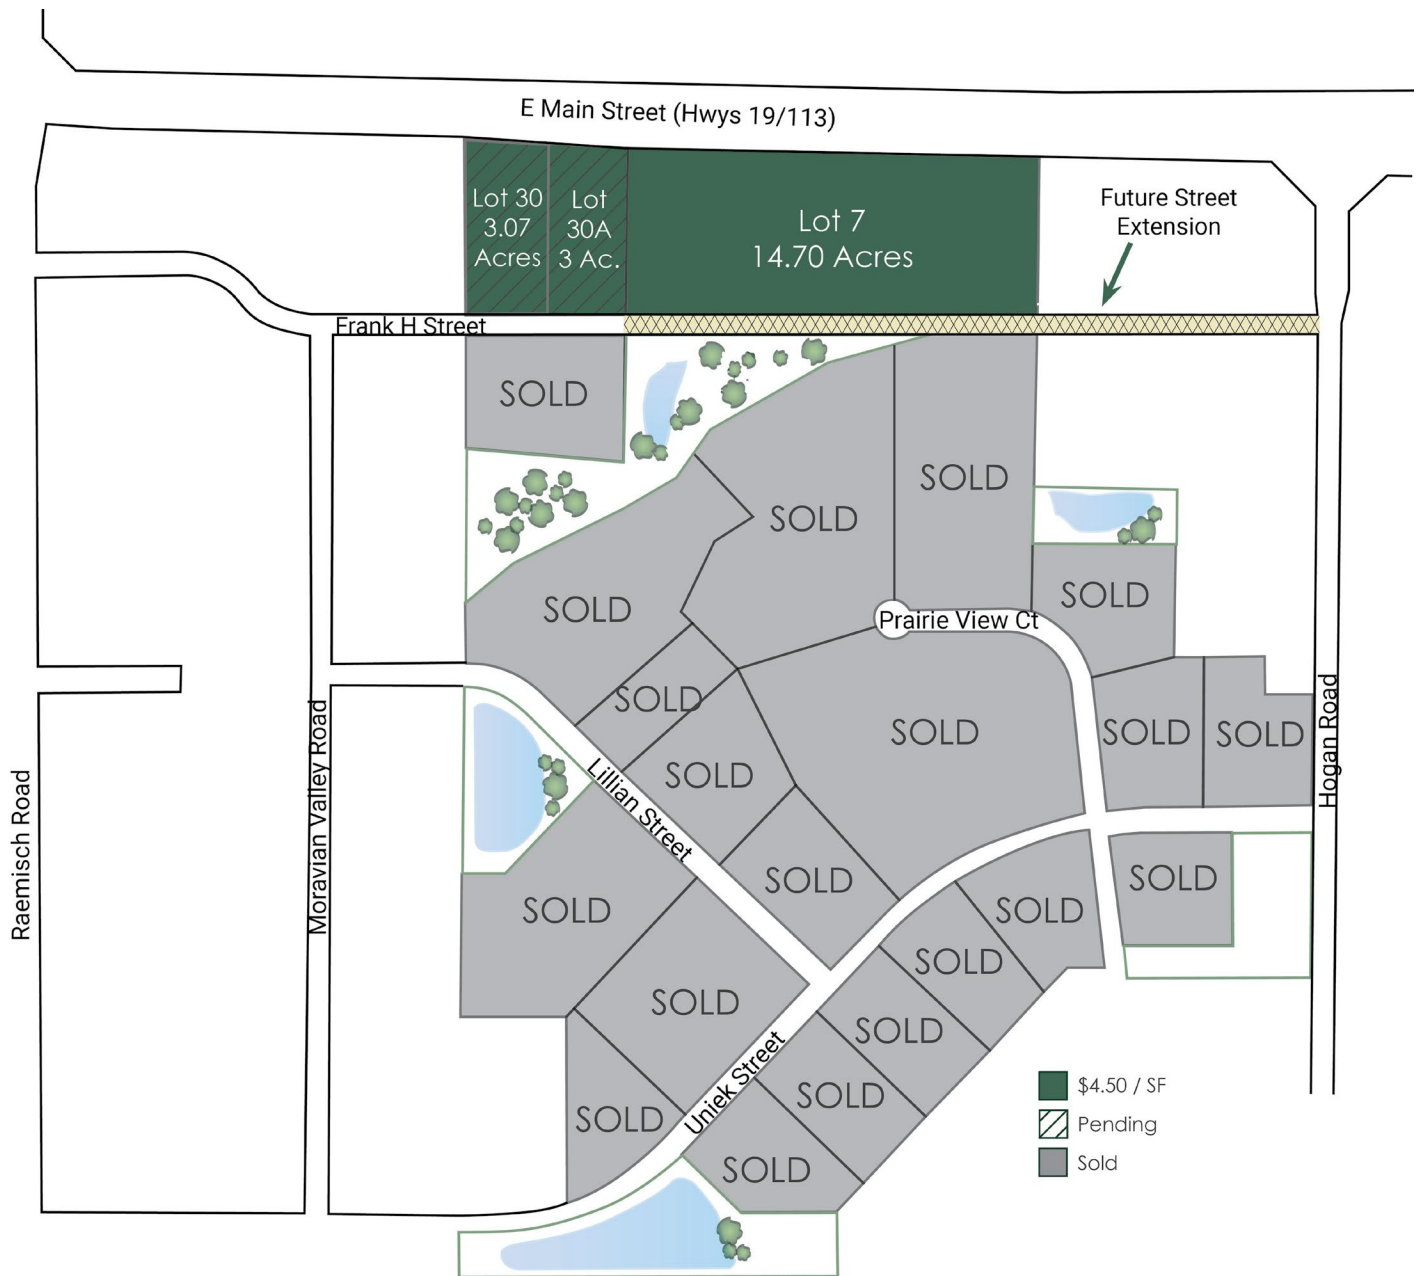 E Main Street (Hwys 19/113)
Lot 30
3.07
Acres
Lot
30A
3 Ac.
Lot 7
14.70 Acres
Future Street
Extension
Frank H Street
SOLD
SOLD
SOLD
SOLD
SOLD
Prairie View Ct
SOLD
SOLD
SOLD
SOLD
SOLD
Raemisch Road
Moravian Valley Road
Lillian Street
Hogan Road
SOLD
SOLD
SOLD
SOLD
SOLD
SOLD
SOLD
SOLD
Uniek Street
SOLD
SOLD
SOLD
$4.50 / SF
Pending
Sold